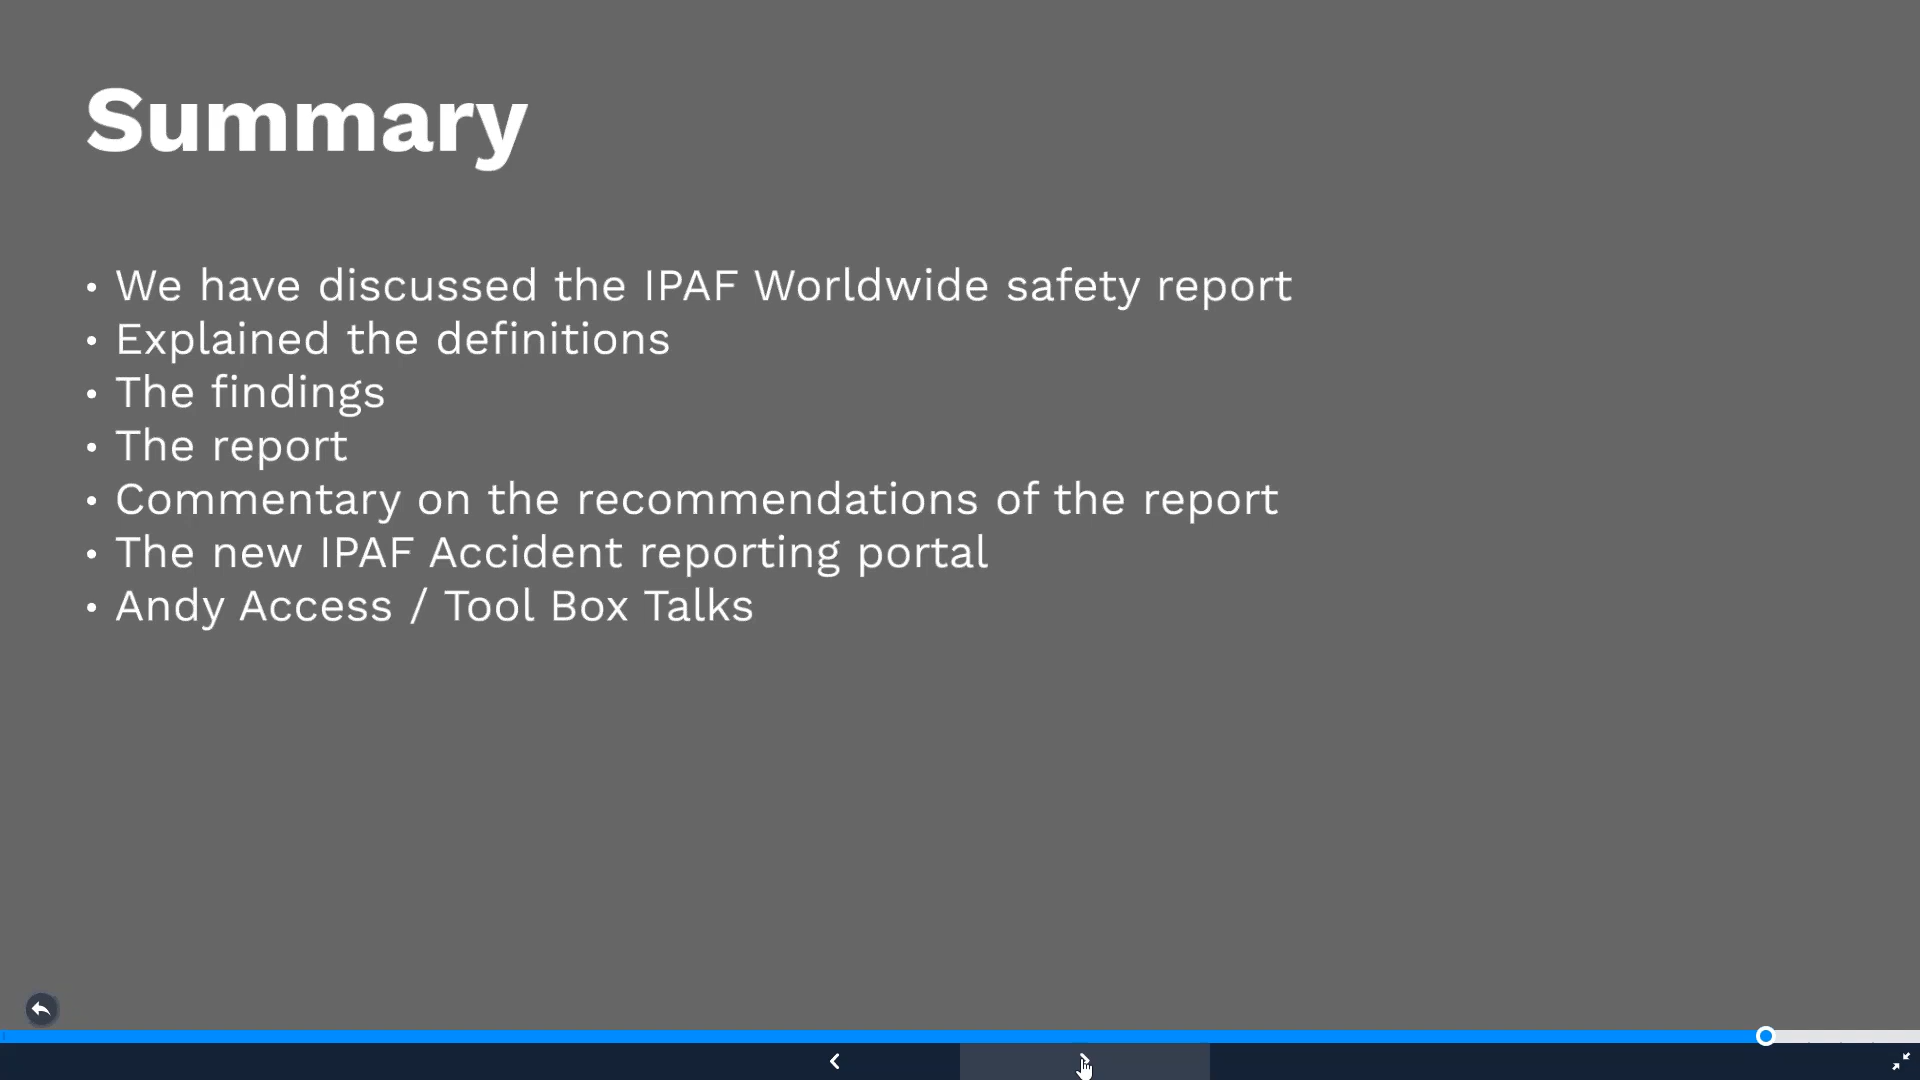 Summary
• We have discussed the IPAF Worldwide safety report
• Explained the definitions
• The findings
• The report
• Commentary on the recommendations of the report
• The new IPAF Accident reporting portal
• Andy Access / Tool Box Talks